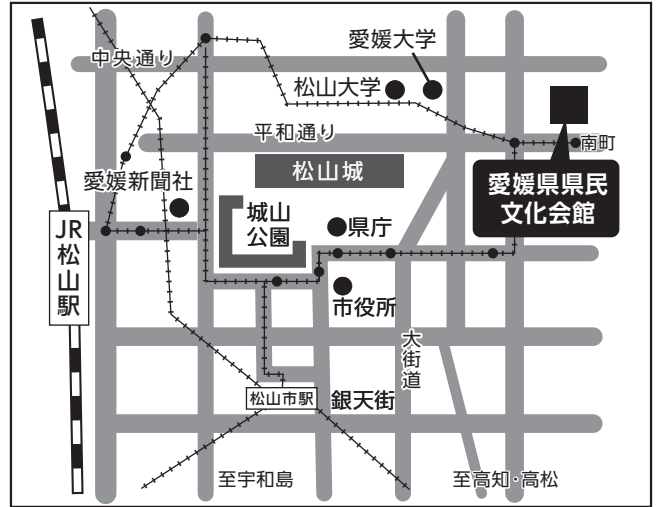 中央通り
愛媛大学
松山大学
平和通り
南町
松山城
愛媛県県民
文化会館
愛媛新聞社
城山
公園
県庁
JR
松
山
駅
市役所
大
街
道
松山市駅
銀天街
至宇和島
至高知・高松